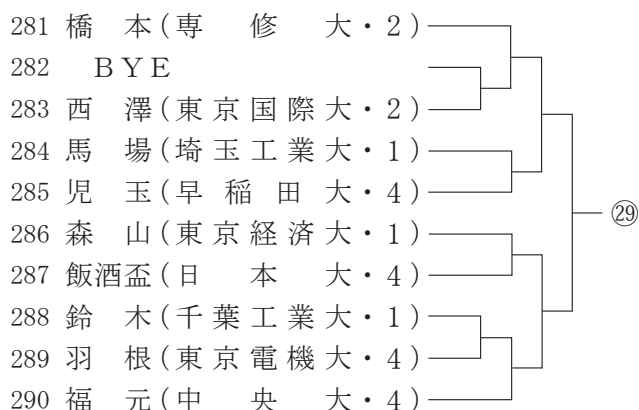 281 橋本(専修大・2)
282 BYE
283 西澤(東京国際大・2)
284 馬場(埼玉工業大・1)
285 児玉(早稲田大・4)
286 森山(東京経済大・1)
287 飯酒盃(日本大・4)
288 鈴木(千葉工業大・1)
289 羽根(東京電機大・4)
290 福元(中央大・4)
㉙